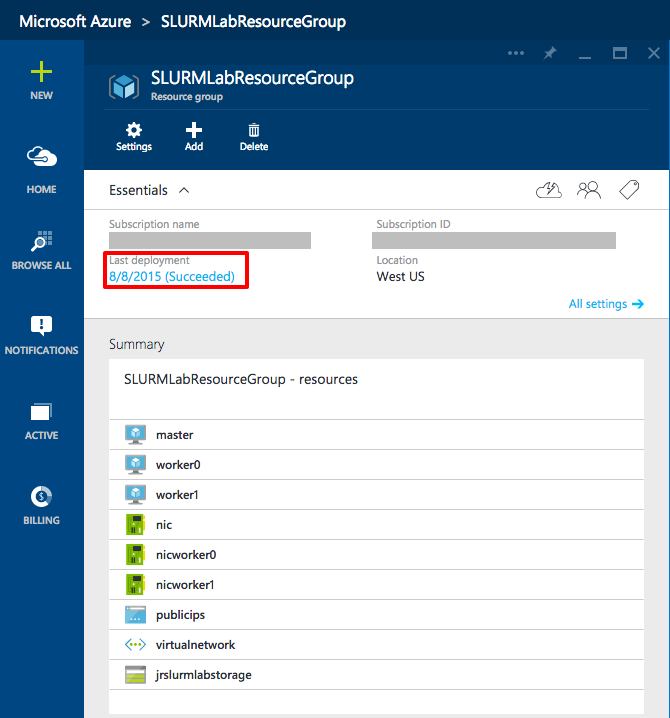 Microsoft Azure > SLURMLabResourceGroup
NEW
HOME
BROWSE ALL
NOTIFICATIONS
ACTIVE
BILLING
SLURMLabResourceGroup
Resource group
Settings
Add
Delete
Essentials
Subscription name
Subscription ID
Last deployment
8/8/2015 (Succeeded)
Location
West US
All settings →
Summary
SLURMLabResourceGroup - resources
master
worker0
worker1
nic
nicworker0
nicworker1
publicips
virtualnetwork
jrslurmlabstorage